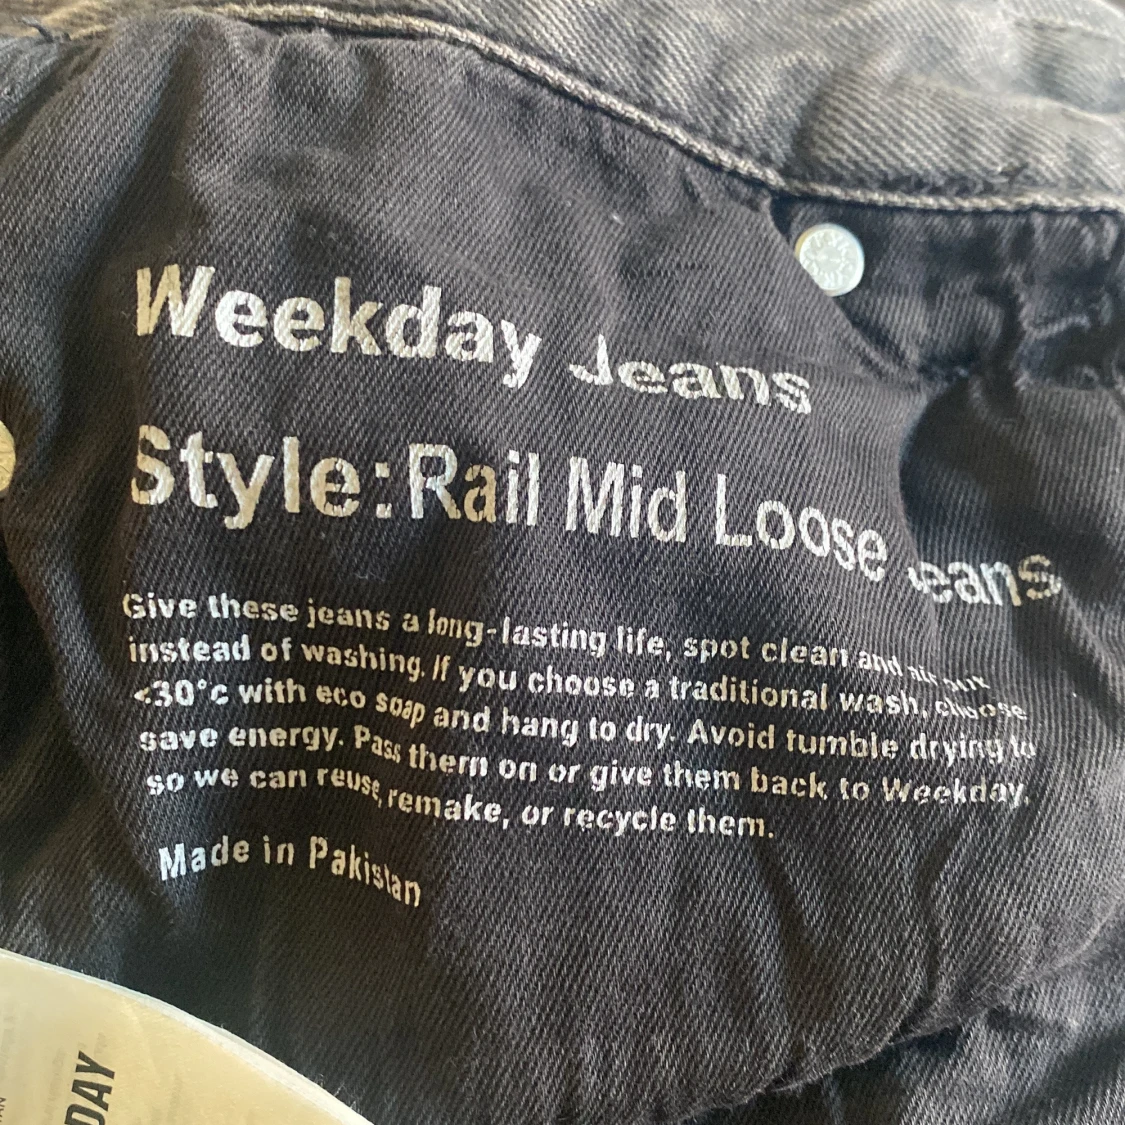 Weekday Jeans
Style: Rail Mid Loose Jeans
Give these jeans a long-lasting life, spot clean and air out
instead of washing. If you choose a traditional wash, choose
<30°c with eco soap and hang to dry. Avoid tumble drying to
save energy. Pass them on or give them back to Weekday,
so we can reuse, remake, or recycle them.
Made in Pakistan
DAY